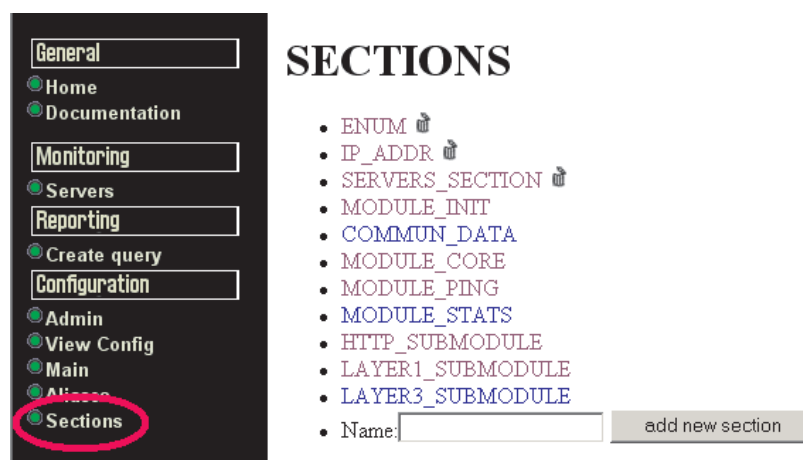 General
Home
Documentation
Monitoring
Servers
Reporting
Create query
Configuration
Admin
View Config
Main
Aliases
Sections
SECTIONS
ENUM
IP_ADDR
SERVERS_SECTION
MODULE_INIT
COMMUN_DATA
MODULE_CORE
MODULE_PING
MODULE_STATS
HTTP_SUBMODULE
LAYER1_SUBMODULE
LAYER3_SUBMODULE
Name: add new section